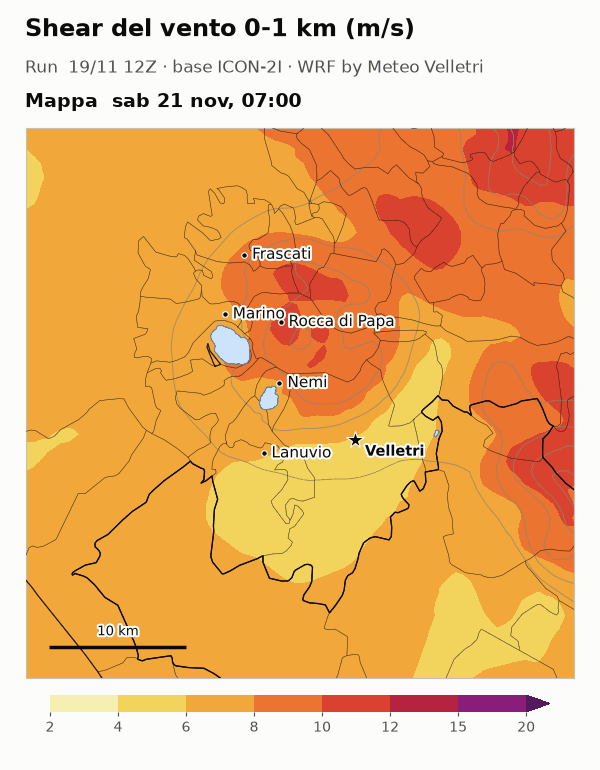 Shear del vento 0-1 km (m/s)
Run  19/11 12Z · base ICON-2I · WRF by Meteo Velletri
Mappa  sab 21 nov, 07:00
Frascati
Marino
Rocca di Papa
Nemi
Velletri
Lanuvio
10 km
2 4 6 8 10 12 15 20